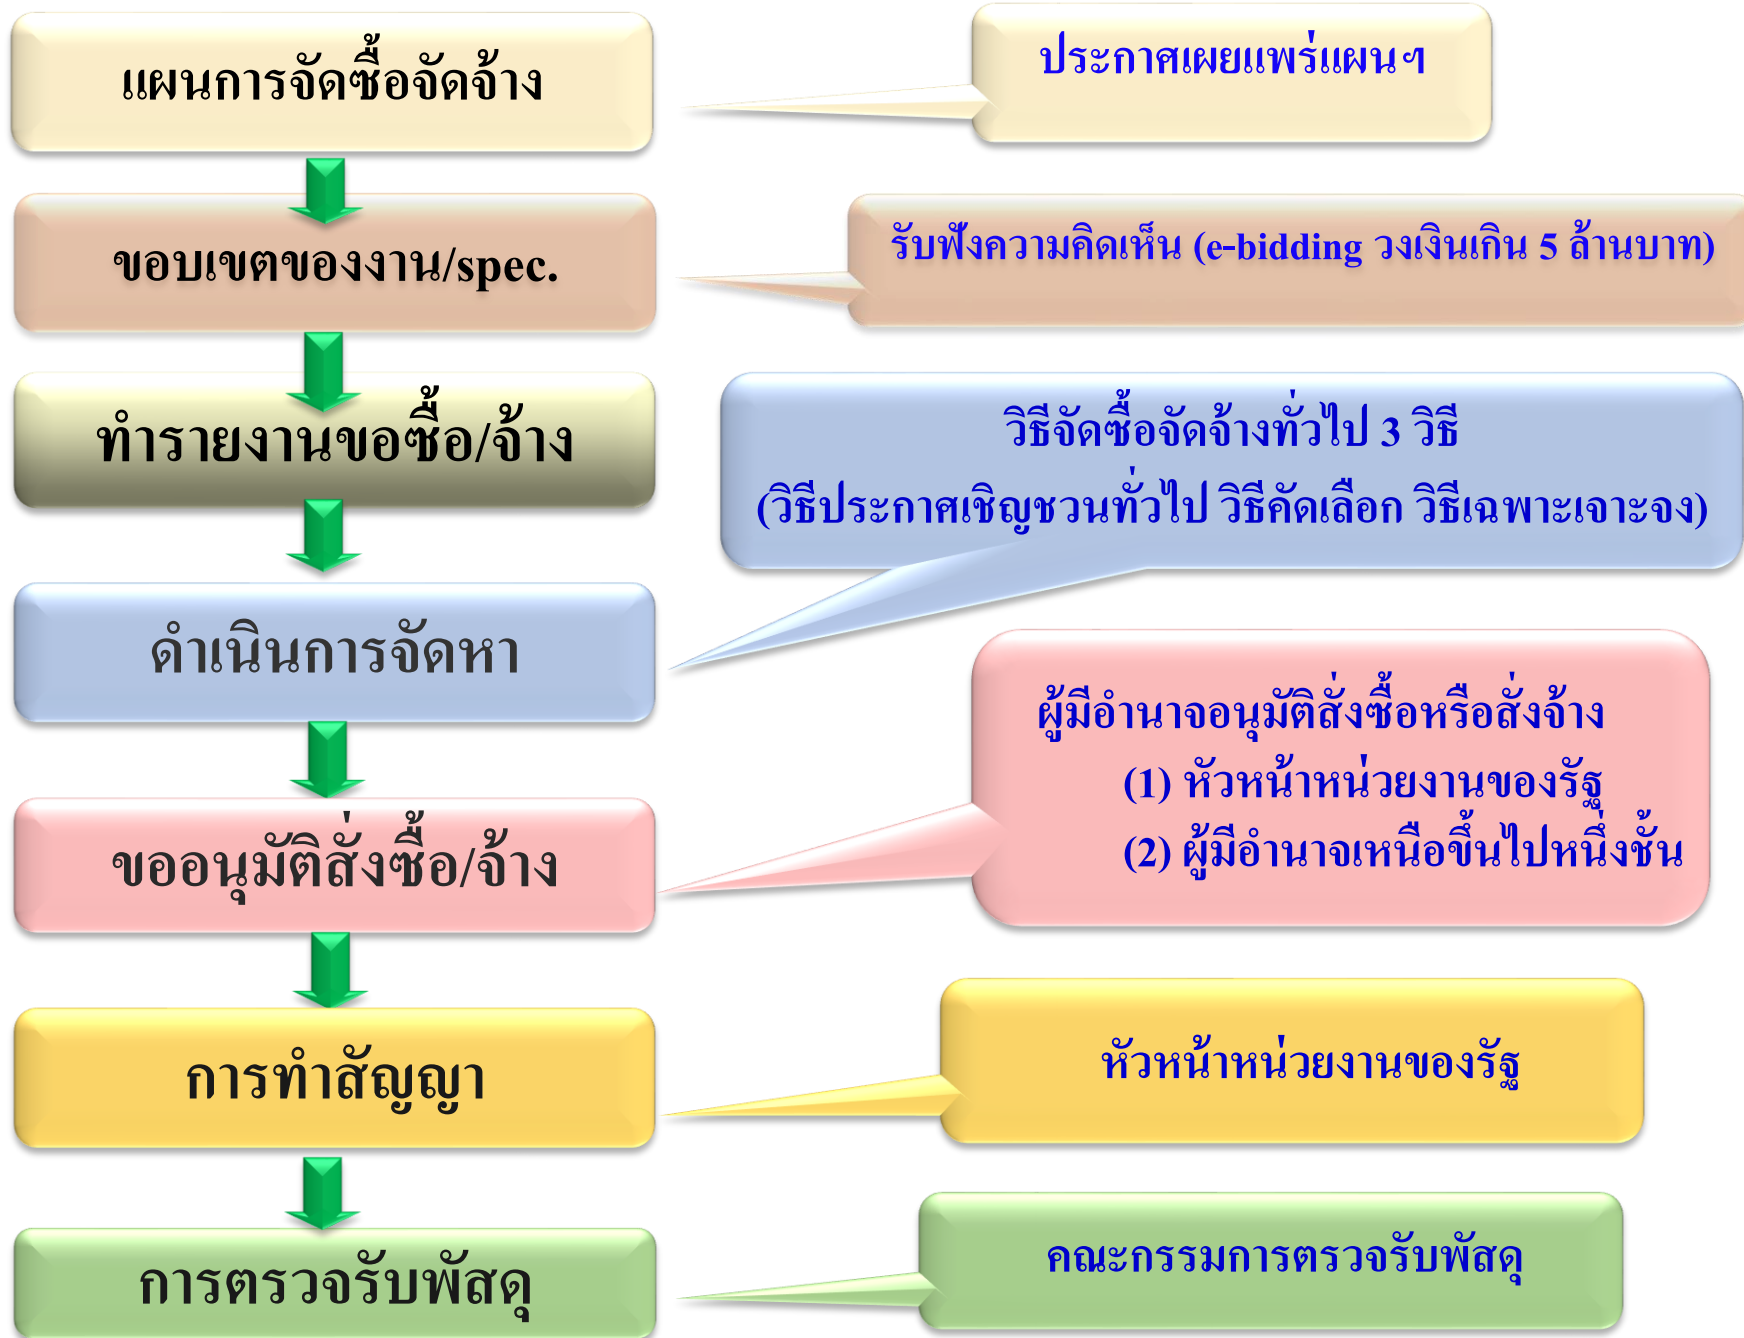 แผนการจัดซื้อจัดจ้าง
ประกาศเผยแพร่แผนฯ
ขอบเขตของงาน/spec.
รับฟังความคิดเห็น (e-bidding วงเงินเกิน 5 ล้านบาท)
ทำรายงานขอซื้อ/จ้าง
วิธีจัดซื้อจัดจ้างทั่วไป 3 วิธี
(วิธีประกาศเชิญชวนทั่วไป วิธีคัดเลือก วิธีเฉพาะเจาะจง)
ดำเนินการจัดหา
ผู้มีอำนาจอนุมัติสั่งซื้อหรือสั่งจ้าง
(1) หัวหน้าหน่วยงานของรัฐ
(2) ผู้มีอำนาจเหนือขึ้นไปหนึ่งชั้น
ขออนุมัติสั่งซื้อ/จ้าง
การทำสัญญา
หัวหน้าหน่วยงานของรัฐ
การตรวจรับพัสดุ
คณะกรรมการตรวจรับพัสดุ